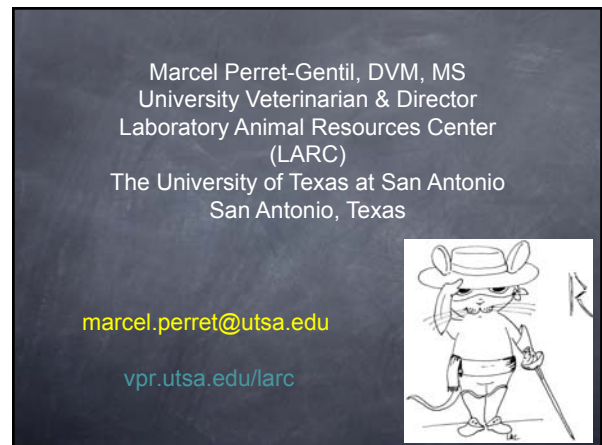 Marcel Perret-Gentil, DVM, MS
University Veterinarian & Director
Laboratory Animal Resources Center
(LARC)
The University of Texas at San Antonio
San Antonio, Texas
R
marcel.perret@utsa.edu
vpr.utsa.edu/larc